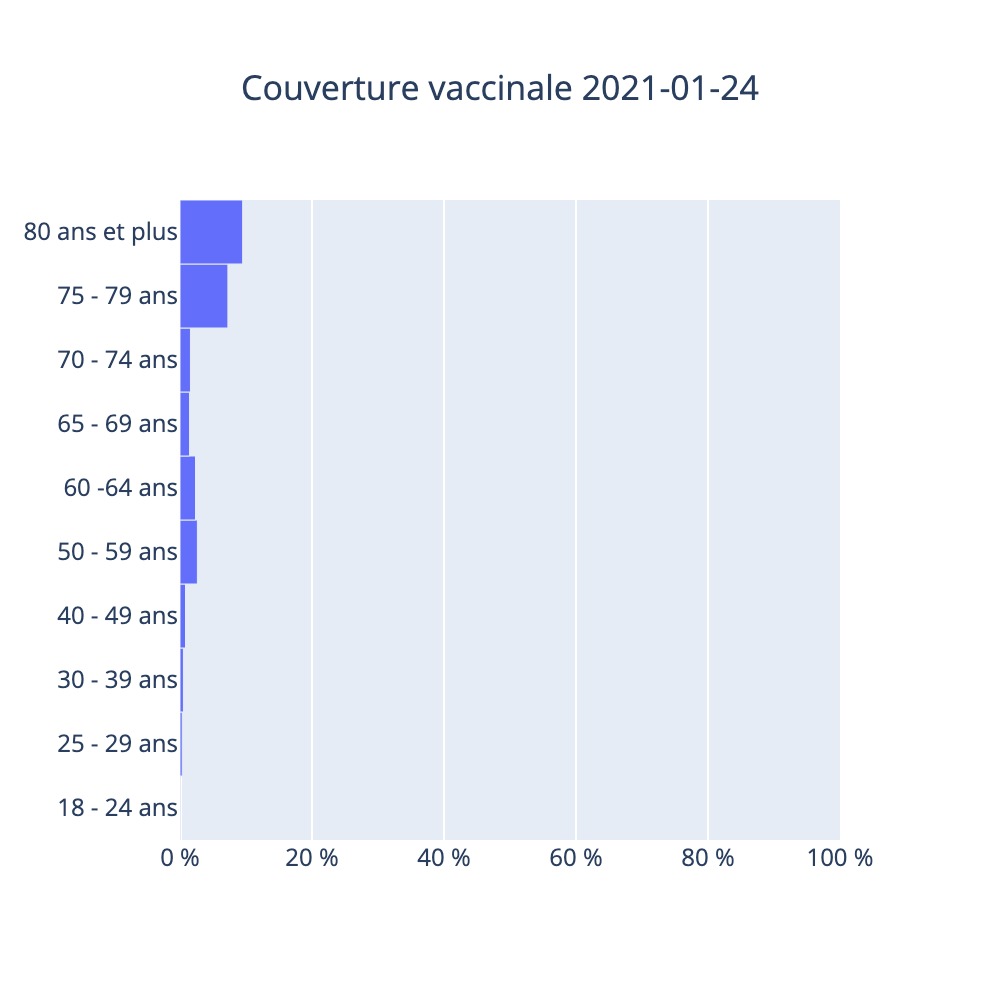 Couverture vaccinale 2021-01-24
80 ans et plus
75 - 79 ans
70 - 74 ans
65 - 69 ans
60 -64 ans
50 - 59 ans
40 - 49 ans
30 - 39 ans
25 - 29 ans
18 - 24 ans
0 % 20 % 40 % 60 % 80 % 100 %